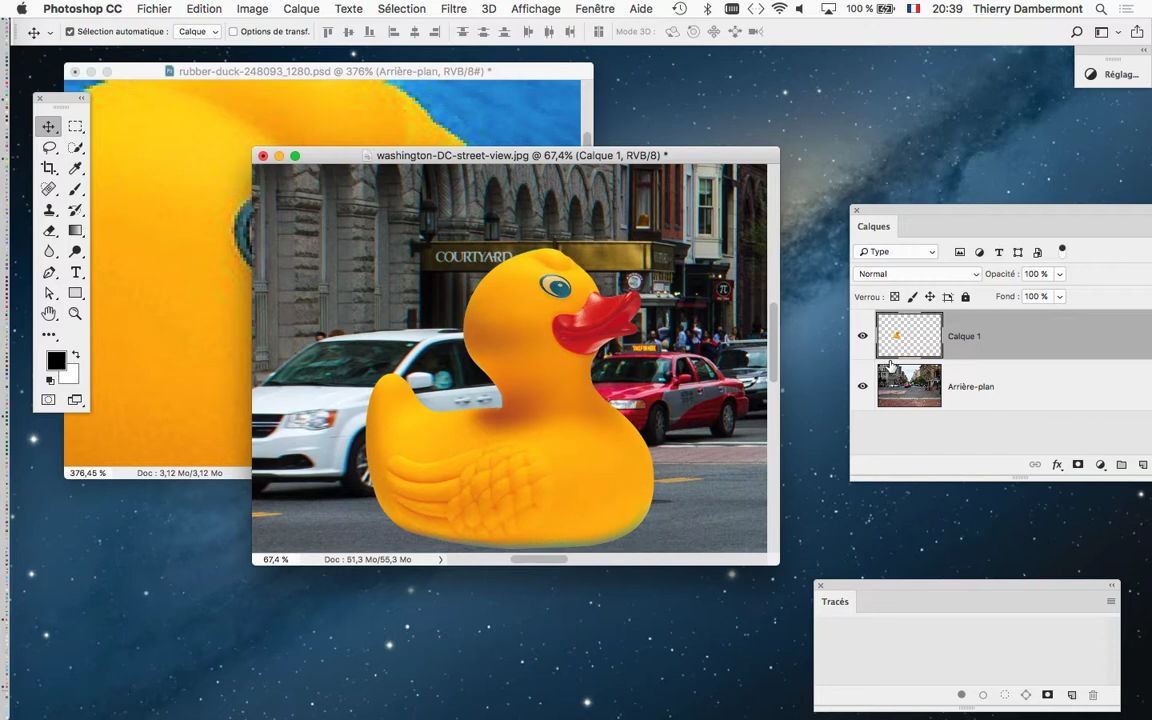 Photoshop CC Fichier Edition Image Calque Texte Sélection Filtre 3D Affichage Fenêtre Aide 100 % 20:39 Thierry Dambermont
Sélection automatique : Calque Options de transf. Mode 3D :
Réglag...
rubber-duck-248093_1280.psd @ 376% (Arrière-plan, RVB/8#) *
washington-DC-street-view.jpg @ 67,4% (Calque 1, RVB/8) *
COURTYARD
T
376,45 % Doc : 3,12 Mo/3,12 Mo
67,4 % Doc : 51,3 Mo/55,3 Mo
Calques
Type
Normal Opacité : 100 %
Verrou : Fond : 100 %
Calque 1
Arrière-plan
fx
Tracés